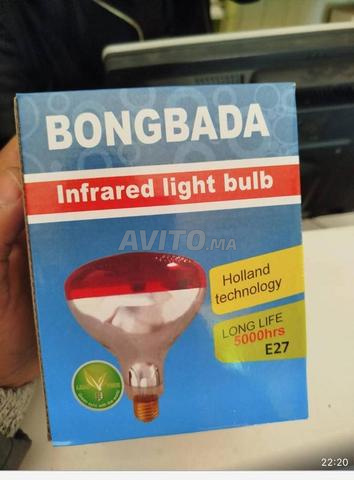 BONGBADA
Infrared light bulb
AVITO.MA
Holland
technology
LONG LIFE
5000hrs
E27
22:20